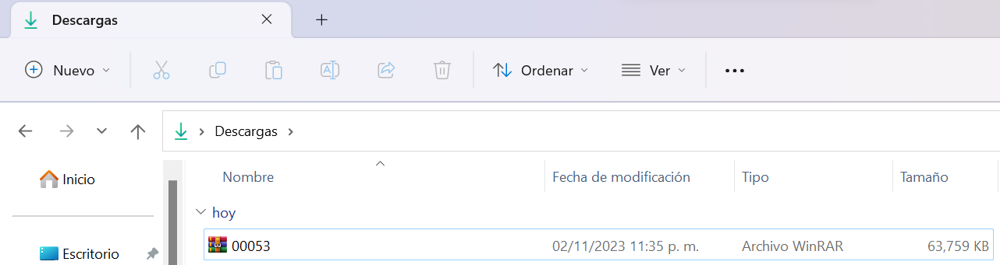 Descargas
Nuevo Ordenar Ver
Descargas
Inicio
Nombre Fecha de modificación Tipo Tamaño
hoy
00053 02/11/2023 11:35 p. m. Archivo WinRAR 63,759 KB
Escritorio